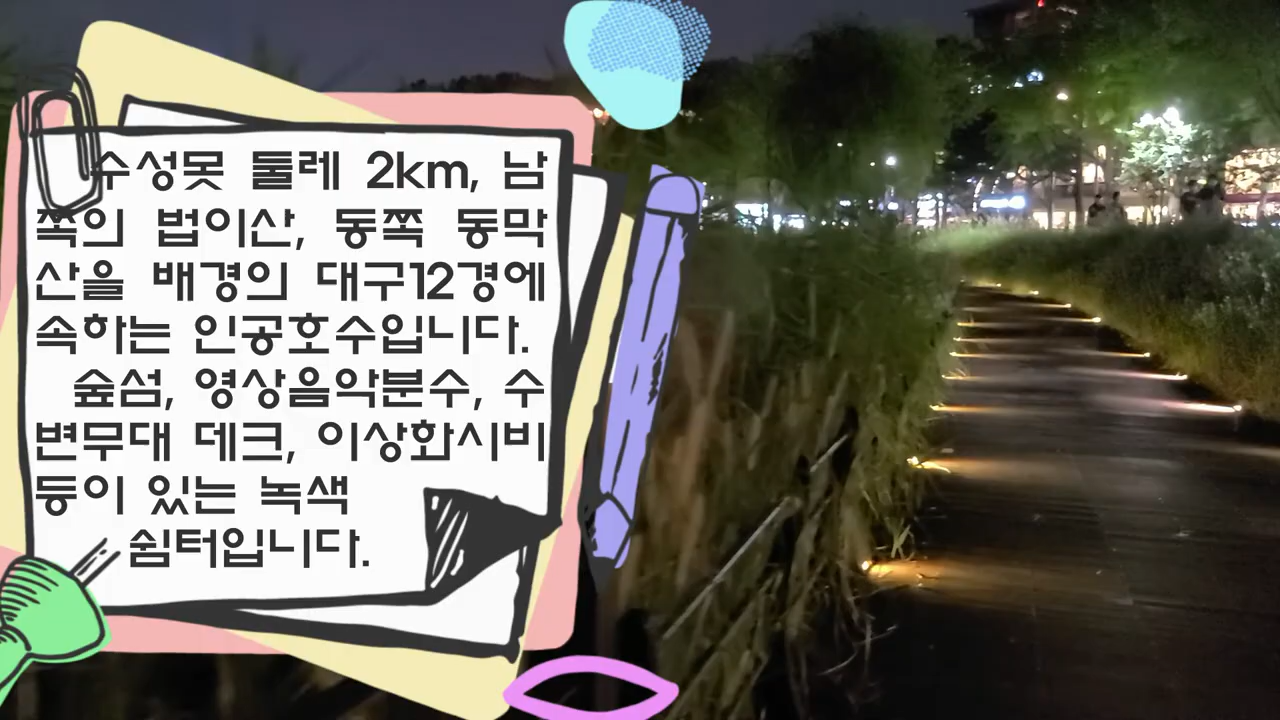 수성못 둘레 2km, 남
쪽의 법이산, 동쪽 동막
산을 배경의 대구12경에
속하는 인공호수입니다.
숲섬, 영상음악분수, 수
변무대 데크, 이상화시비
등이 있는 녹색
쉼터입니다.